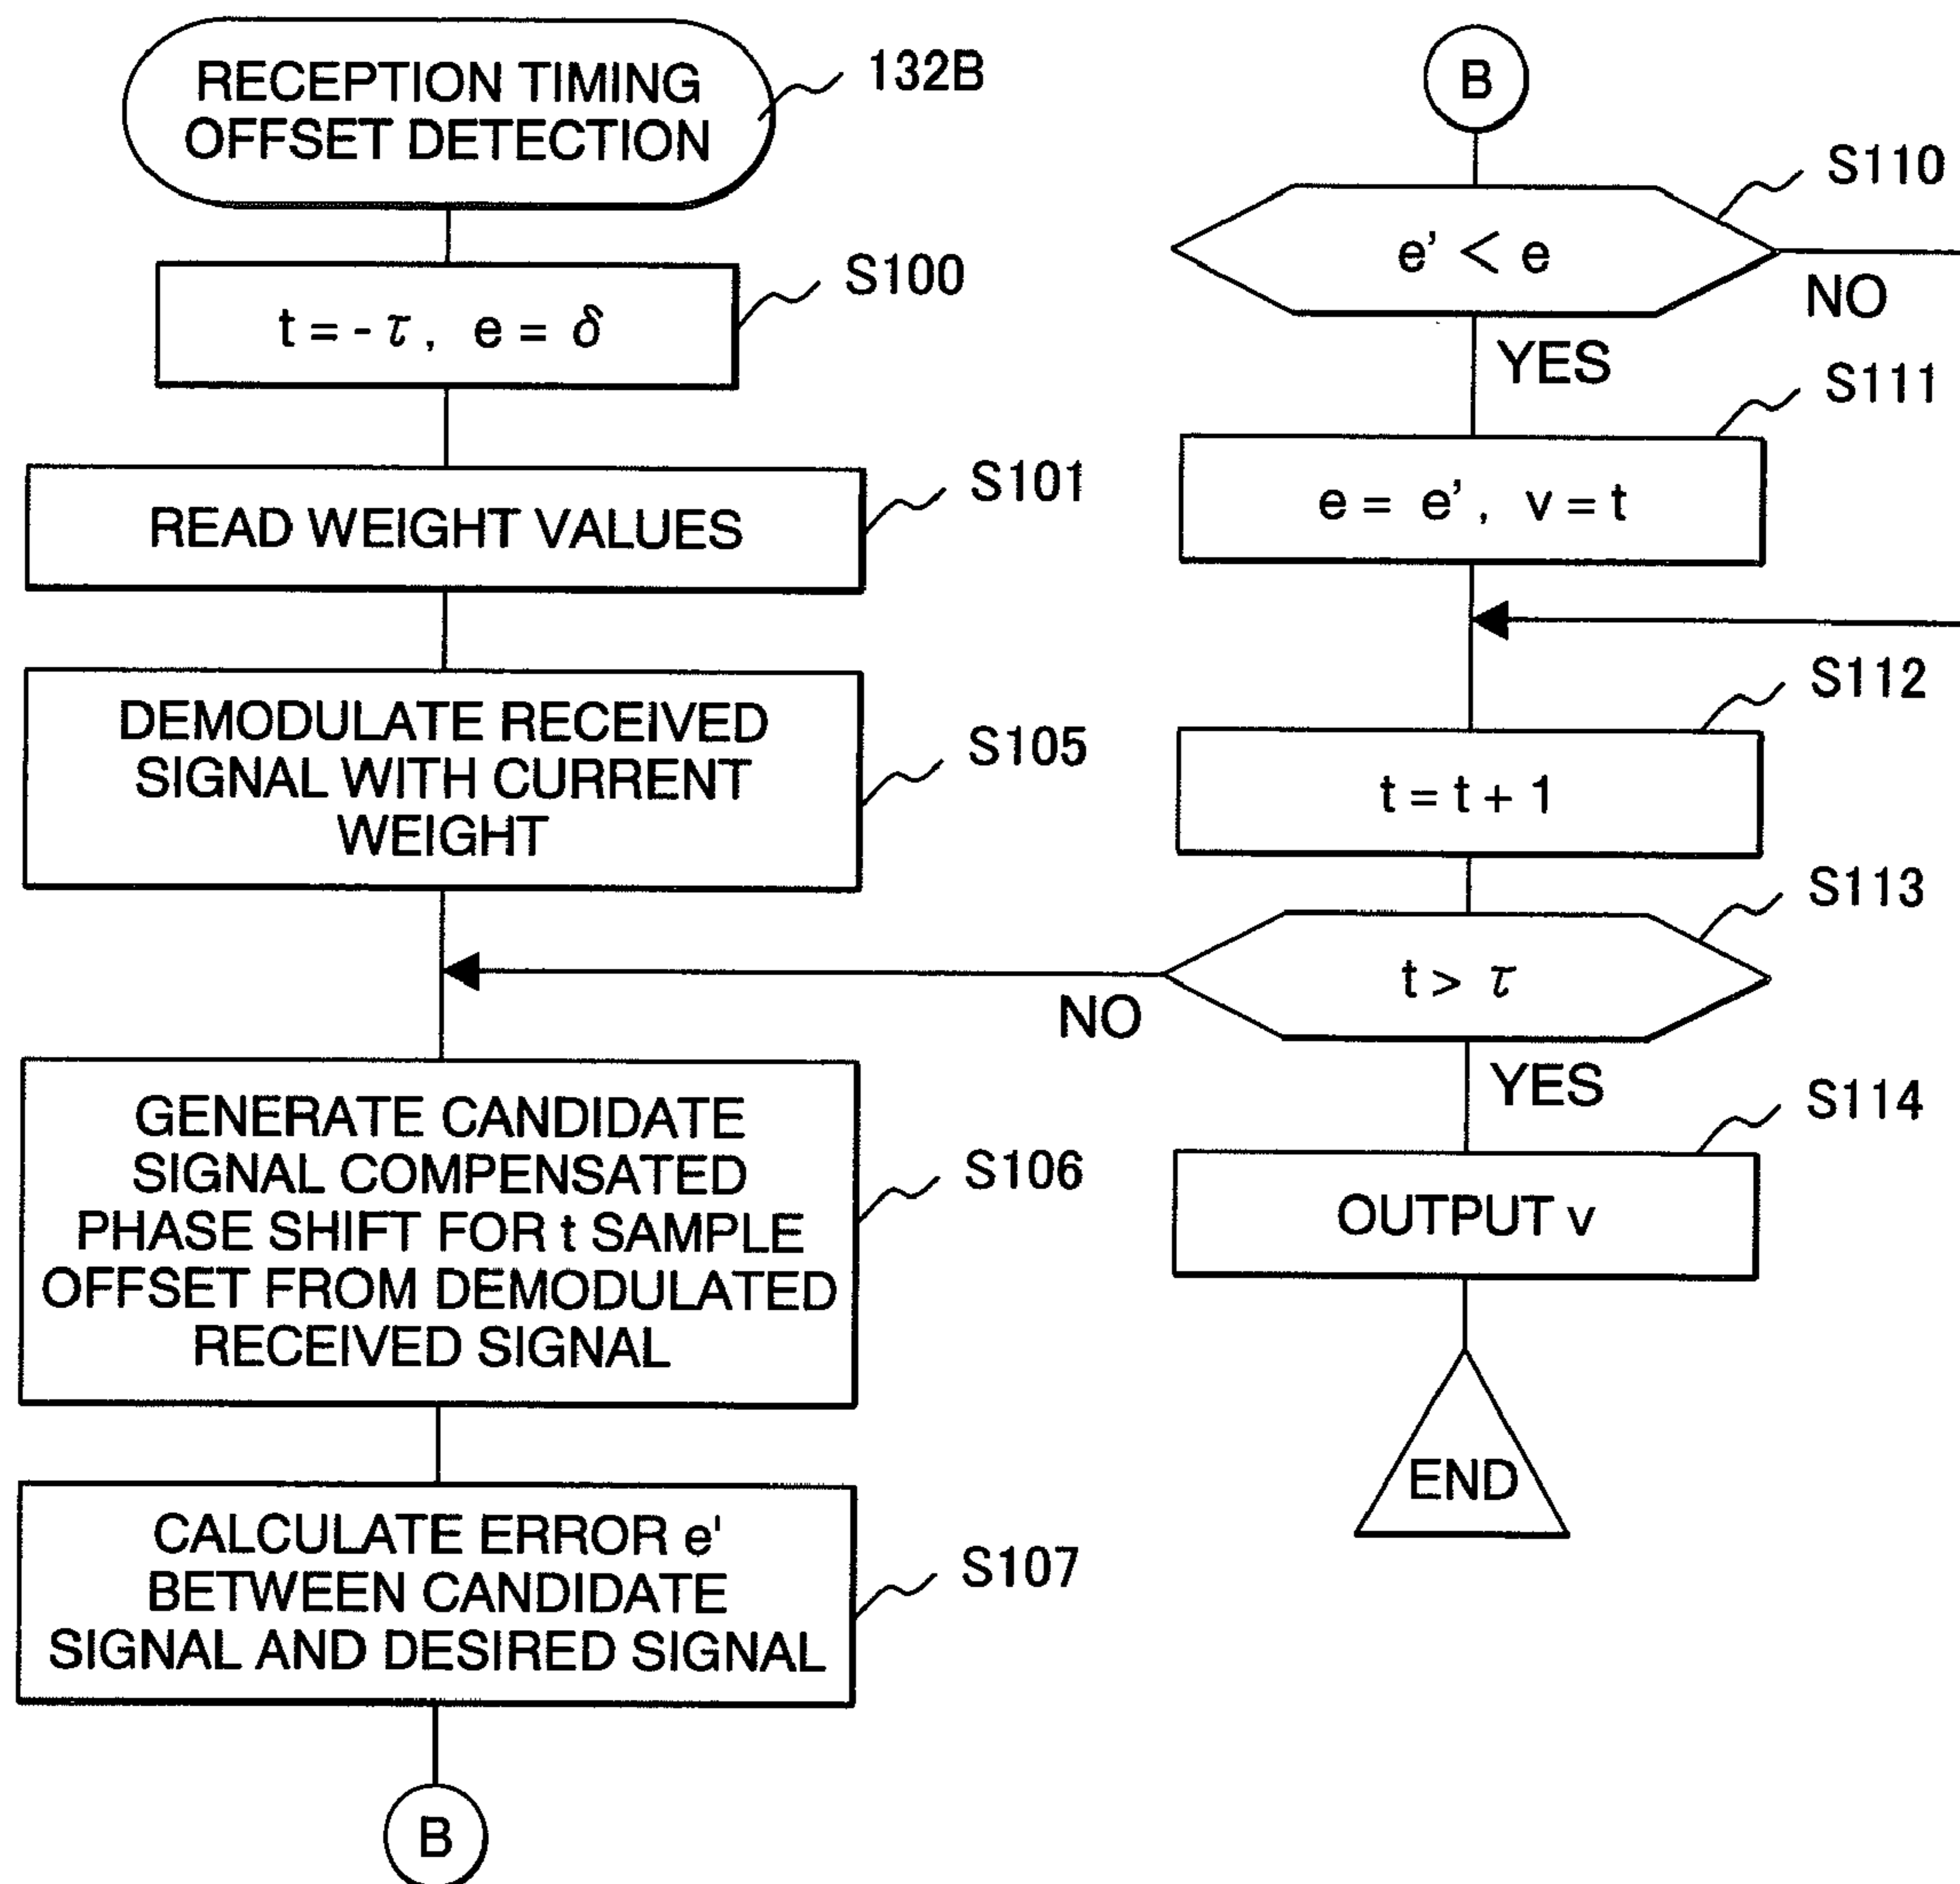 RECEPTION TIMING
OFFSET DETECTION
132B
t = - τ, e = δ
S100
READ WEIGHT VALUES
S101
DEMODULATE RECEIVED
SIGNAL WITH CURRENT
WEIGHT
S105
GENERATE CANDIDATE
SIGNAL COMPENSATED
PHASE SHIFT FOR t SAMPLE
OFFSET FROM DEMODULATED
RECEIVED SIGNAL
S106
CALCULATE ERROR e'
BETWEEN CANDIDATE
SIGNAL AND DESIRED SIGNAL
S107
B
B
S110
e' < e
NO
YES
S111
e = e', v = t
S112
t = t + 1
S113
t > τ
NO
YES
S114
OUTPUT v
END